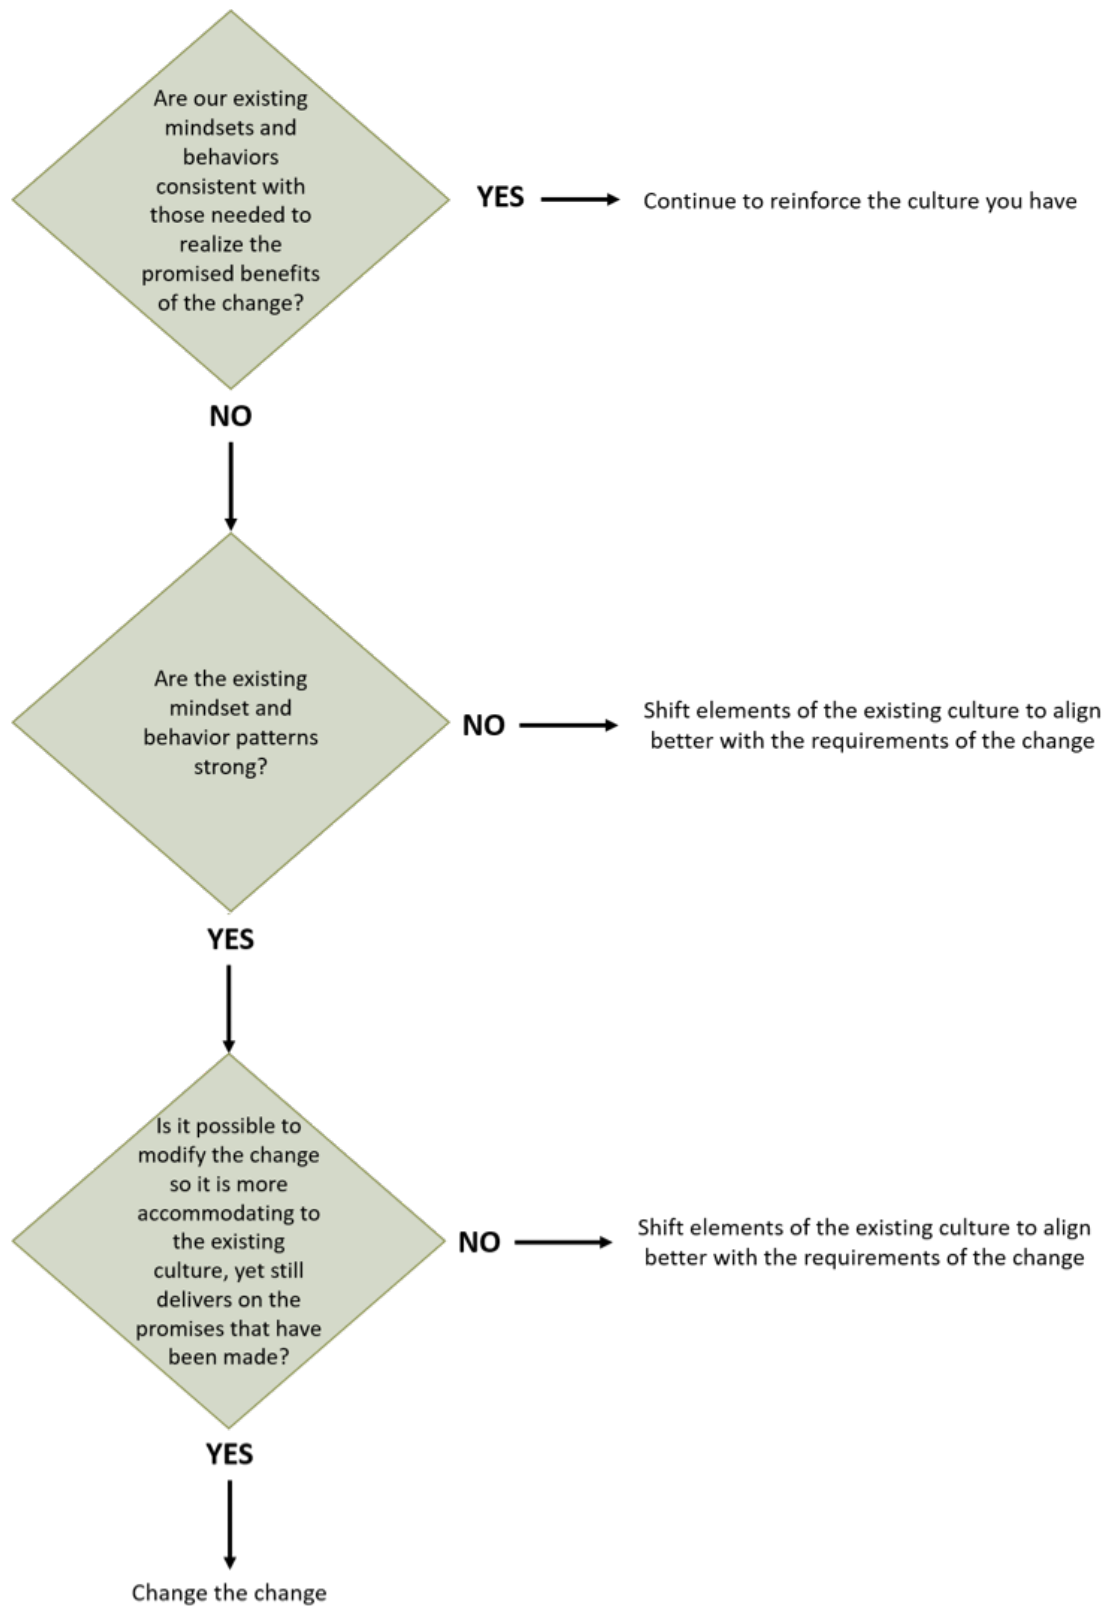 Are our existing
mindsets and
behaviors
consistent with
those needed to
realize the
promised benefits
of the change?
YES
Continue to reinforce the culture you have
NO
Are the existing
mindset and
behavior patterns
strong?
NO
Shift elements of the existing culture to align
better with the requirements of the change
YES
Is it possible to
modify the change
so it is more
accommodating to
the existing
culture, yet still
delivers on the
promises that have
been made?
NO
Shift elements of the existing culture to align
better with the requirements of the change
YES
Change the change